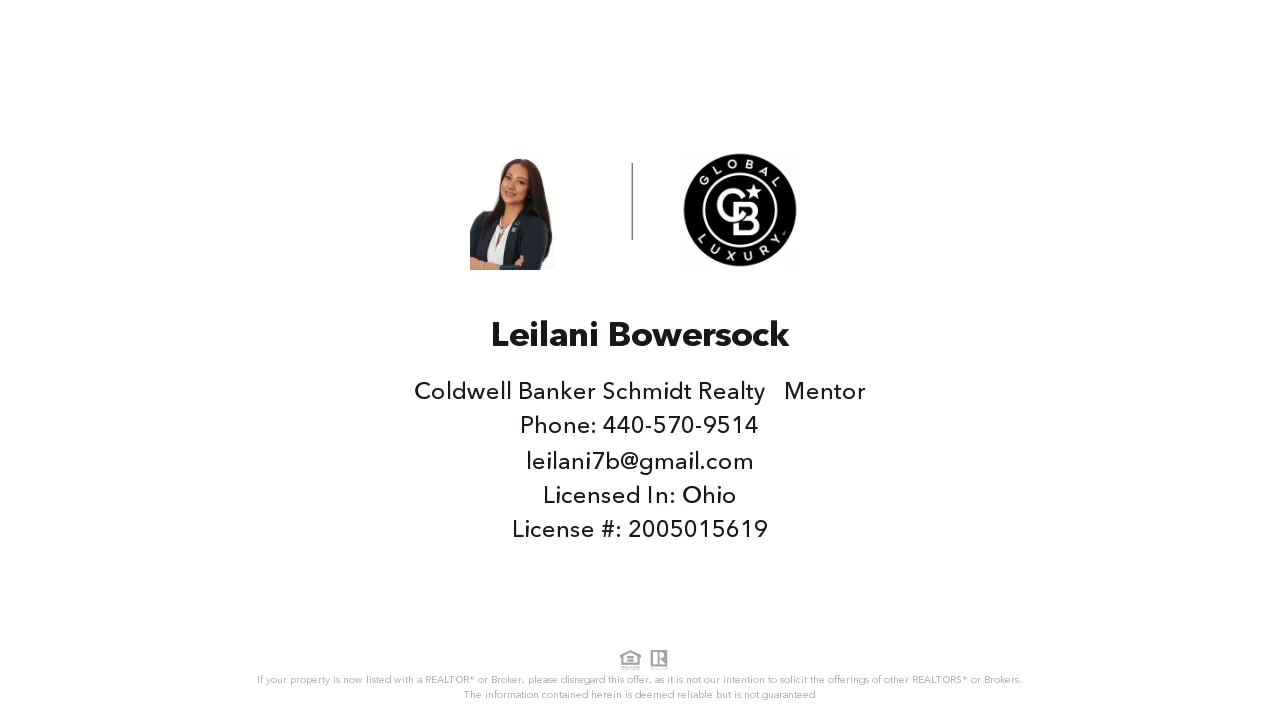 GLOBAL
CB
LUXURY
Leilani Bowersock
Coldwell Banker Schmidt Realty   Mentor
Phone: 440-570-9514
leilani7b@gmail.com
Licensed In: Ohio
License #: 2005015619
If your property is now listed with a REALTOR® or Broker, please disregard this offer, as it is not our intention to solicit the offerings of other REALTORS® or Brokers.
The information contained herein is deemed reliable but is not guaranteed